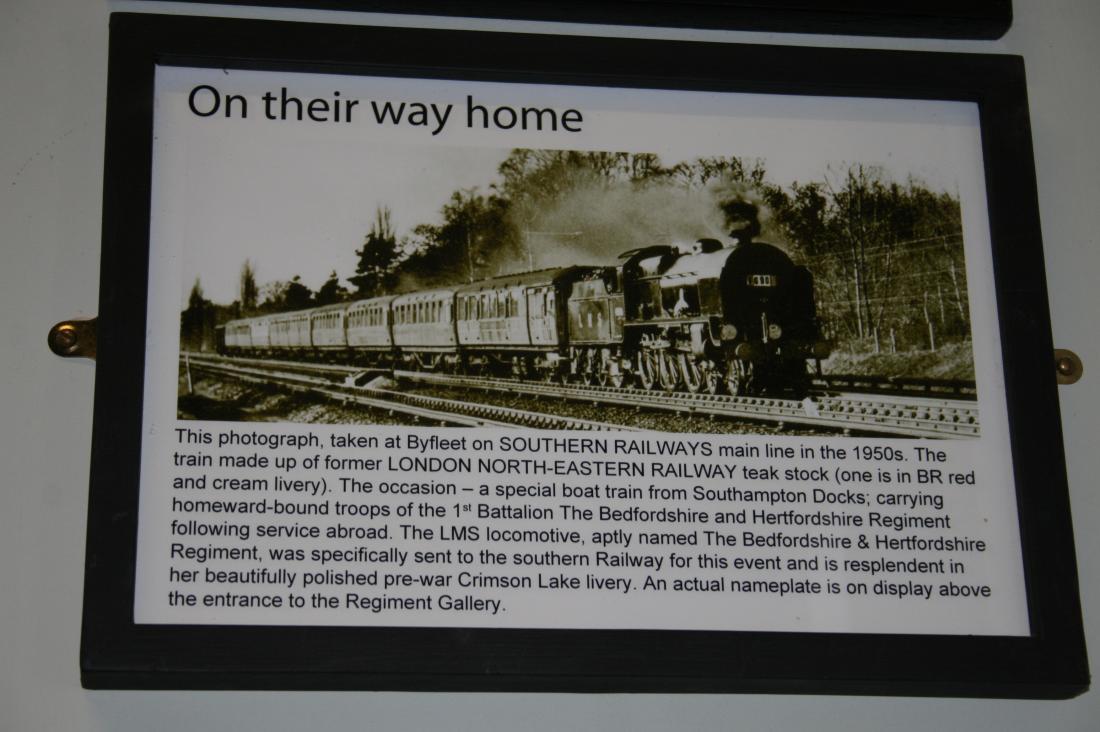 On their way home
This photograph, taken at Byfleet on SOUTHERN RAILWAYS main line in the 1950s. The
train made up of former LONDON NORTH-EASTERN RAILWAY teak stock (one is in BR red
and cream livery). The occasion – a special boat train from Southampton Docks; carrying
homeward-bound troops of the 1st Battalion The Bedfordshire and Hertfordshire Regiment
following service abroad. The LMS locomotive, aptly named The Bedfordshire & Hertfordshire
Regiment, was specifically sent to the southern Railway for this event and is resplendent in
her beautifully polished pre-war Crimson Lake livery. An actual nameplate is on display above
the entrance to the Regiment Gallery.